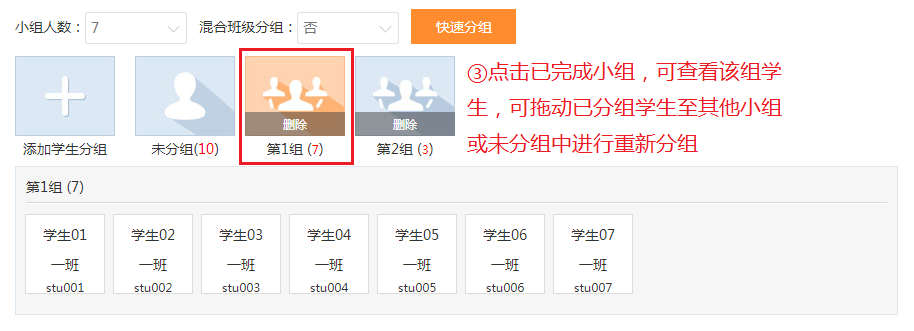 小组人数： 7 混合班级分组： 否 快速分组
删除 删除
添加学生分组 未分组(10) 第1组 (7) 第2组 (3)
③点击已完成小组，可查看该组学
生，可拖动已分组学生至其他小组
或未分组中进行重新分组
第1组 (7)
学生01 学生02 学生03 学生04 学生05 学生06 学生07
一班 一班 一班 一班 一班 一班 一班
stu001 stu002 stu003 stu004 stu005 stu006 stu007